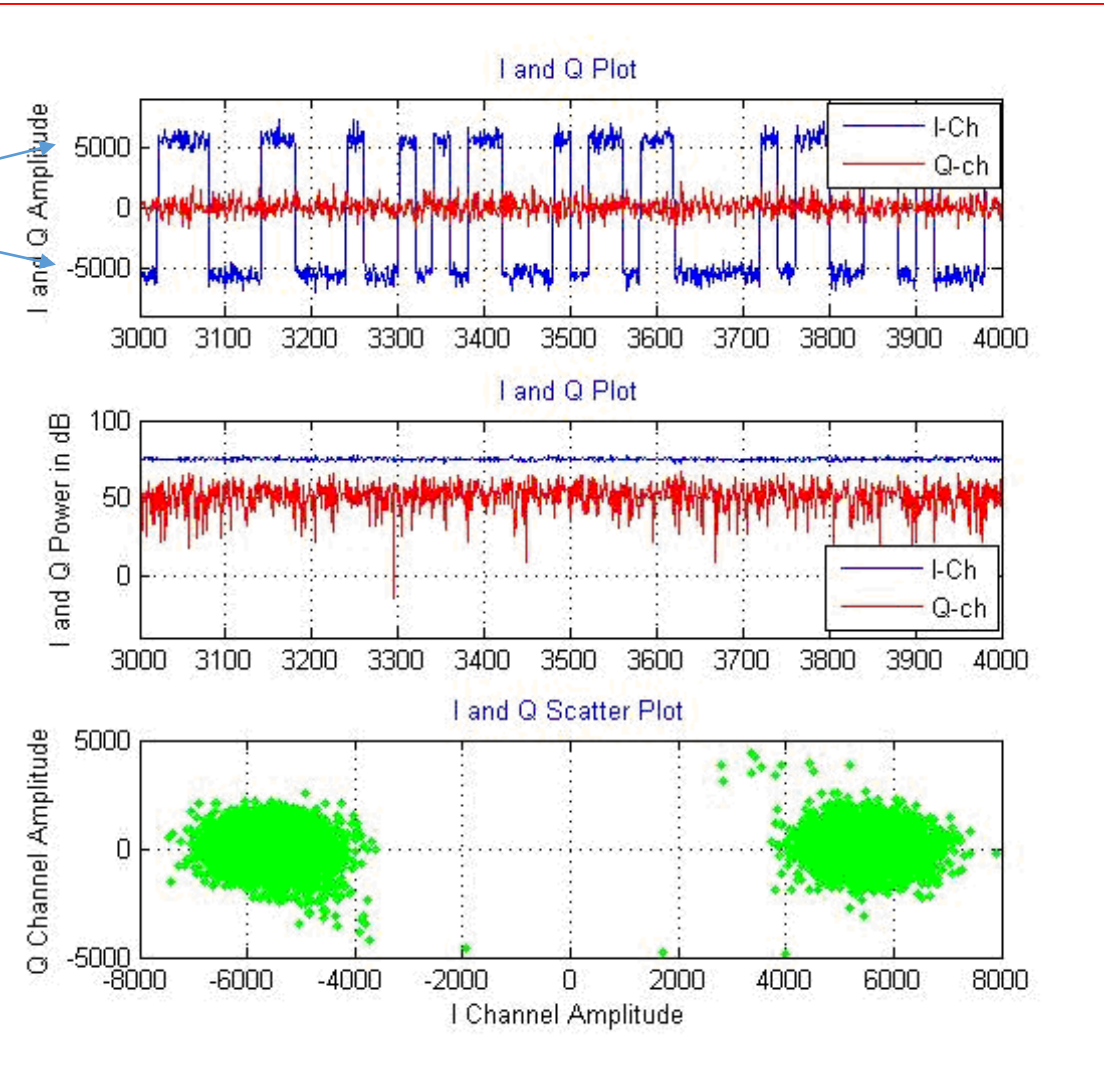 I and Q Plot
I and Q Amplitude
5000
0
-5000
I-Ch
Q-ch
3000 3100 3200 3300 3400 3500 3600 3700 3800 3900 4000
I and Q Plot
I and Q Power in dB
100
50
0
I-Ch
Q-ch
3000 3100 3200 3300 3400 3500 3600 3700 3800 3900 4000
I and Q Scatter Plot
Q Channel Amplitude
5000
0
-5000
-8000 -6000 -4000 -2000 0 2000 4000 6000 8000
I Channel Amplitude